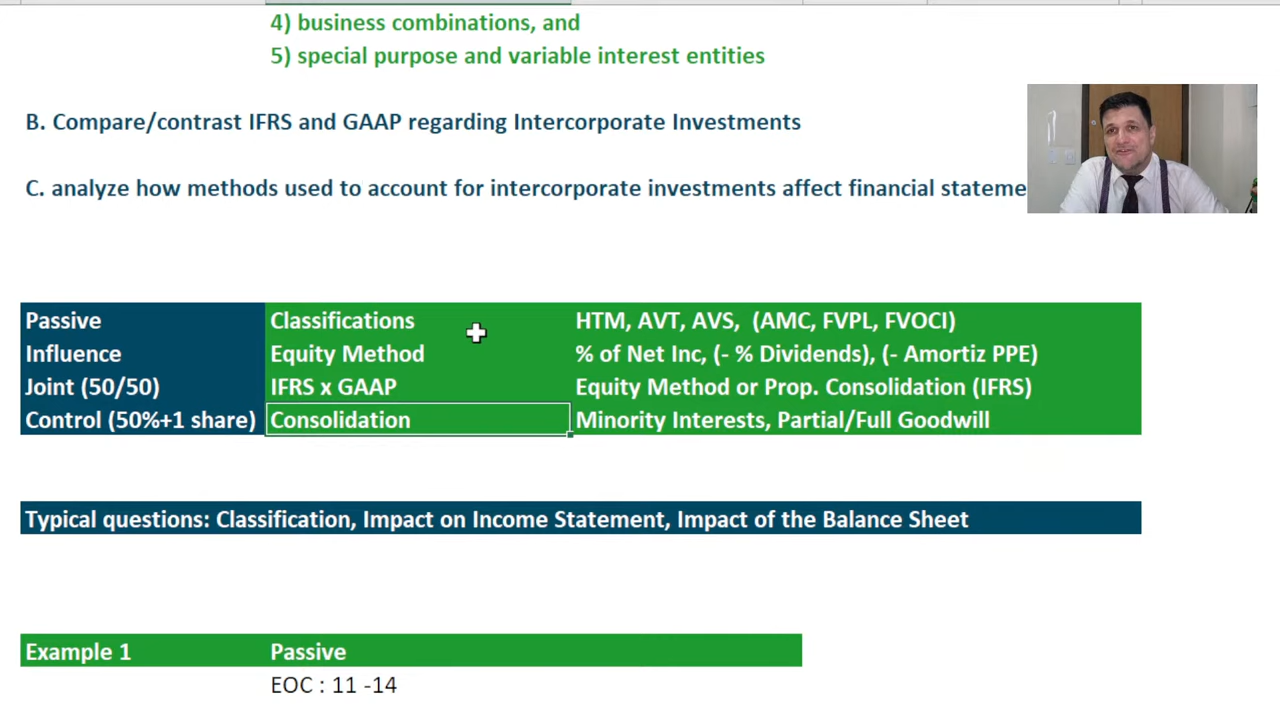 4) business combinations, and
5) special purpose and variable interest entities
B. Compare/contrast IFRS and GAAP regarding Intercorporate Investments
C. analyze how methods used to account for intercorporate investments affect financial stateme
Passive Classifications HTM, AVT, AVS, (AMC, FVPL, FVOCI)
Influence Equity Method % of Net Inc, (- % Dividends), (- Amortiz PPE)
Joint (50/50) IFRS x GAAP Equity Method or Prop. Consolidation (IFRS)
Control (50%+1 share) Consolidation Minority Interests, Partial/Full Goodwill
Typical questions: Classification, Impact on Income Statement, Impact of the Balance Sheet
Example 1 Passive
EOC : 11 -14